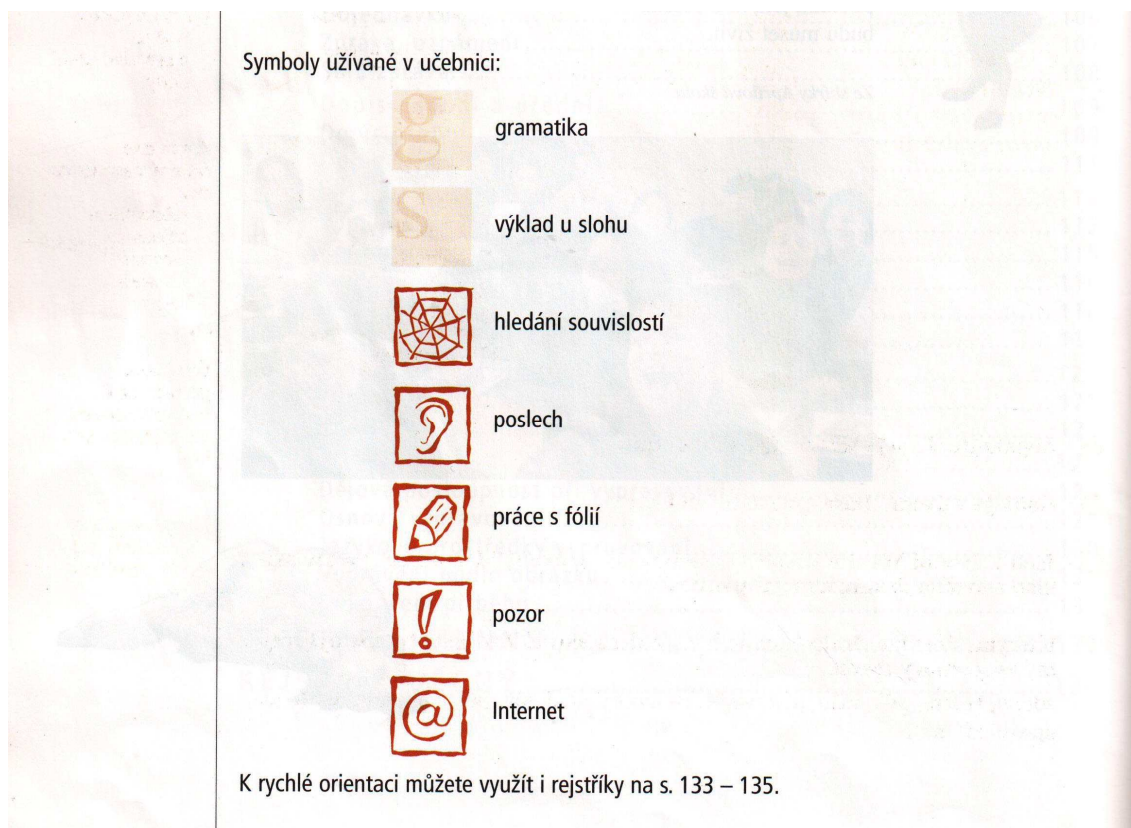 Symboly užívané v učebnici:
g gramatika
s výklad u slohu
hledání souvislostí
poslech
práce s fólií
! pozor
@ Internet
K rychlé orientaci můžete využít i rejstříky na s. 133 – 135.